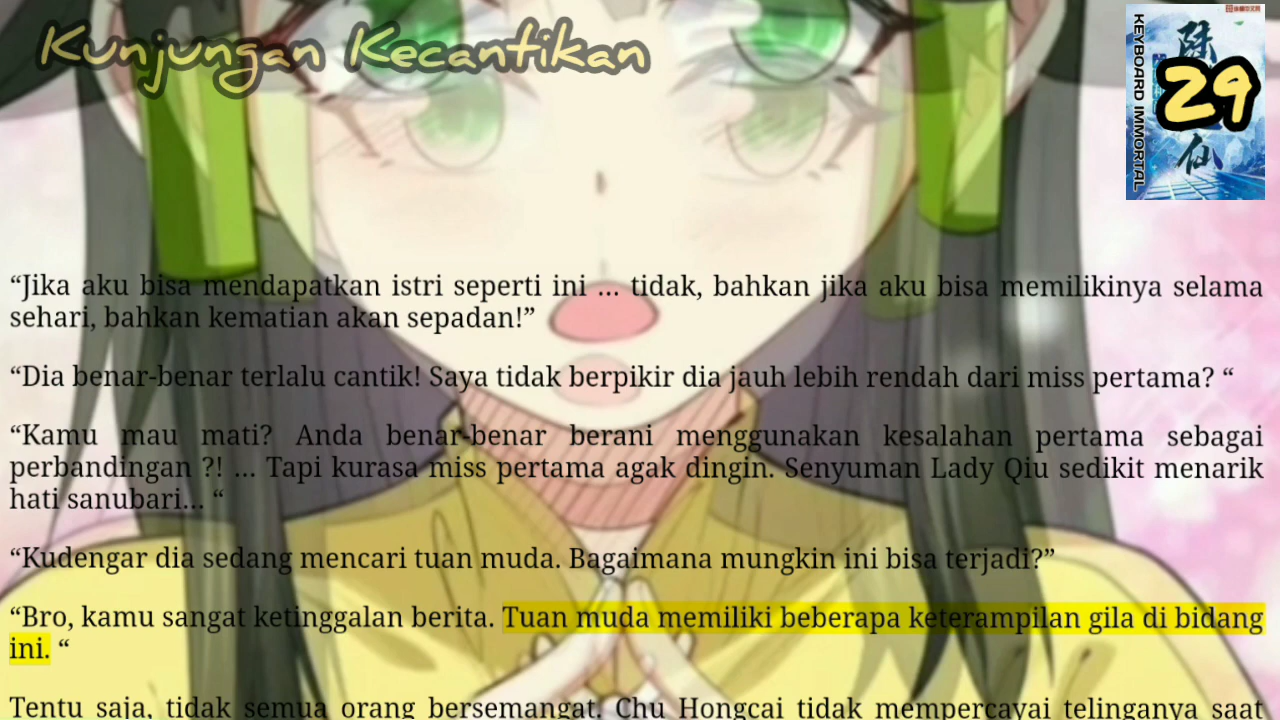 Kunjungan Kecantikan
KEYBOARD IMMORTAL
29
仙
“Jika aku bisa mendapatkan istri seperti ini ... tidak, bahkan jika aku bisa memilikinya selama
sehari, bahkan kematian akan sepadan!”
“Dia benar-benar terlalu cantik! Saya tidak berpikir dia jauh lebih rendah dari miss pertama? “
“Kamu mau mati? Anda benar-benar berani menggunakan kesalahan pertama sebagai
perbandingan ?! ... Tapi kurasa miss pertama agak dingin. Senyuman Lady Qiu sedikit menarik
hati sanubari... “
“Kudengar dia sedang mencari tuan muda. Bagaimana mungkin ini bisa terjadi?”
“Bro, kamu sangat ketinggalan berita. Tuan muda memiliki beberapa keterampilan gila di bidang
ini. “
Tentu saja, tidak semua orang bersemangat. Chu Hongcai tidak mempercayai telinganya saat